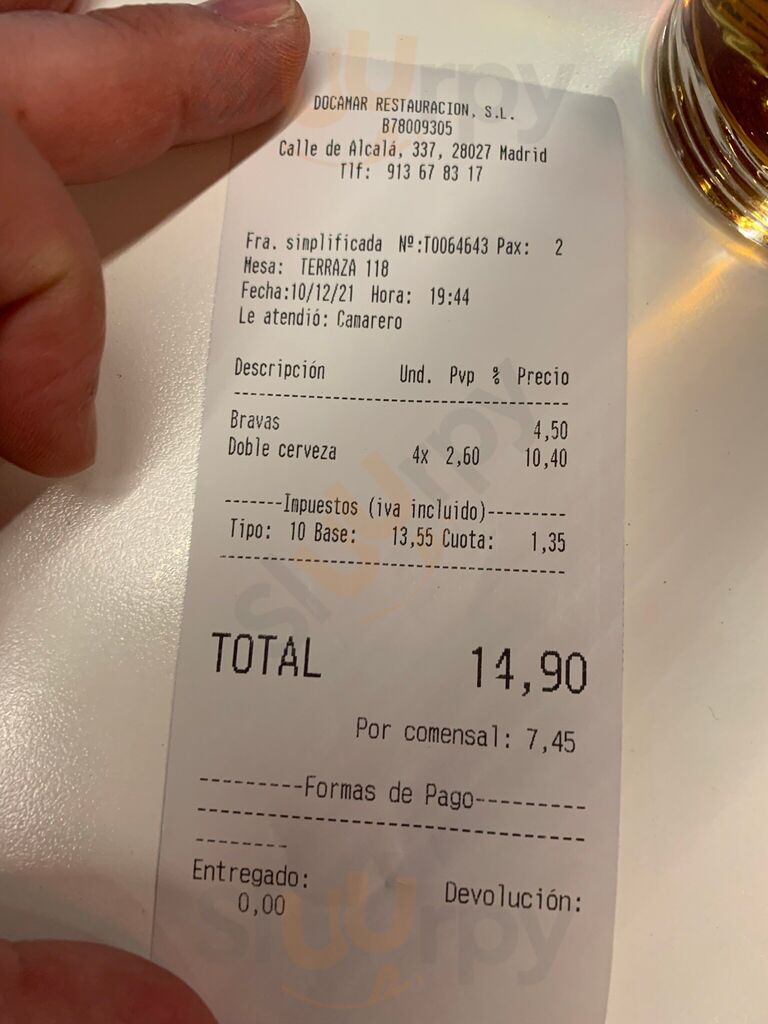 DOCAMAR RESTAURACION, S.L.
B78009305
Calle de Alcalá, 337, 28027 Madrid
Tlf: 913 67 83 17
Fra. simplificada Nº:T0064643 Pax: 2
Mesa: TERRAZA 118
Fecha:10/12/21 Hora: 19:44
Le atendió: Camarero
Descripción Und. Pvp % Precio
------------------------------------
Bravas 4,50
Doble cerveza 4x 2,60 10,40
-------Impuestos (iva incluido)---------
Tipo: 10 Base: 13,55 Cuota: 1,35
------------------------------------
TOTAL 14,90
Por comensal: 7,45
---------Formas de Pago---------
----------------------------------
--------
Entregado: Devolución:
0,00
sluurpy
sluurpy
sluurpy